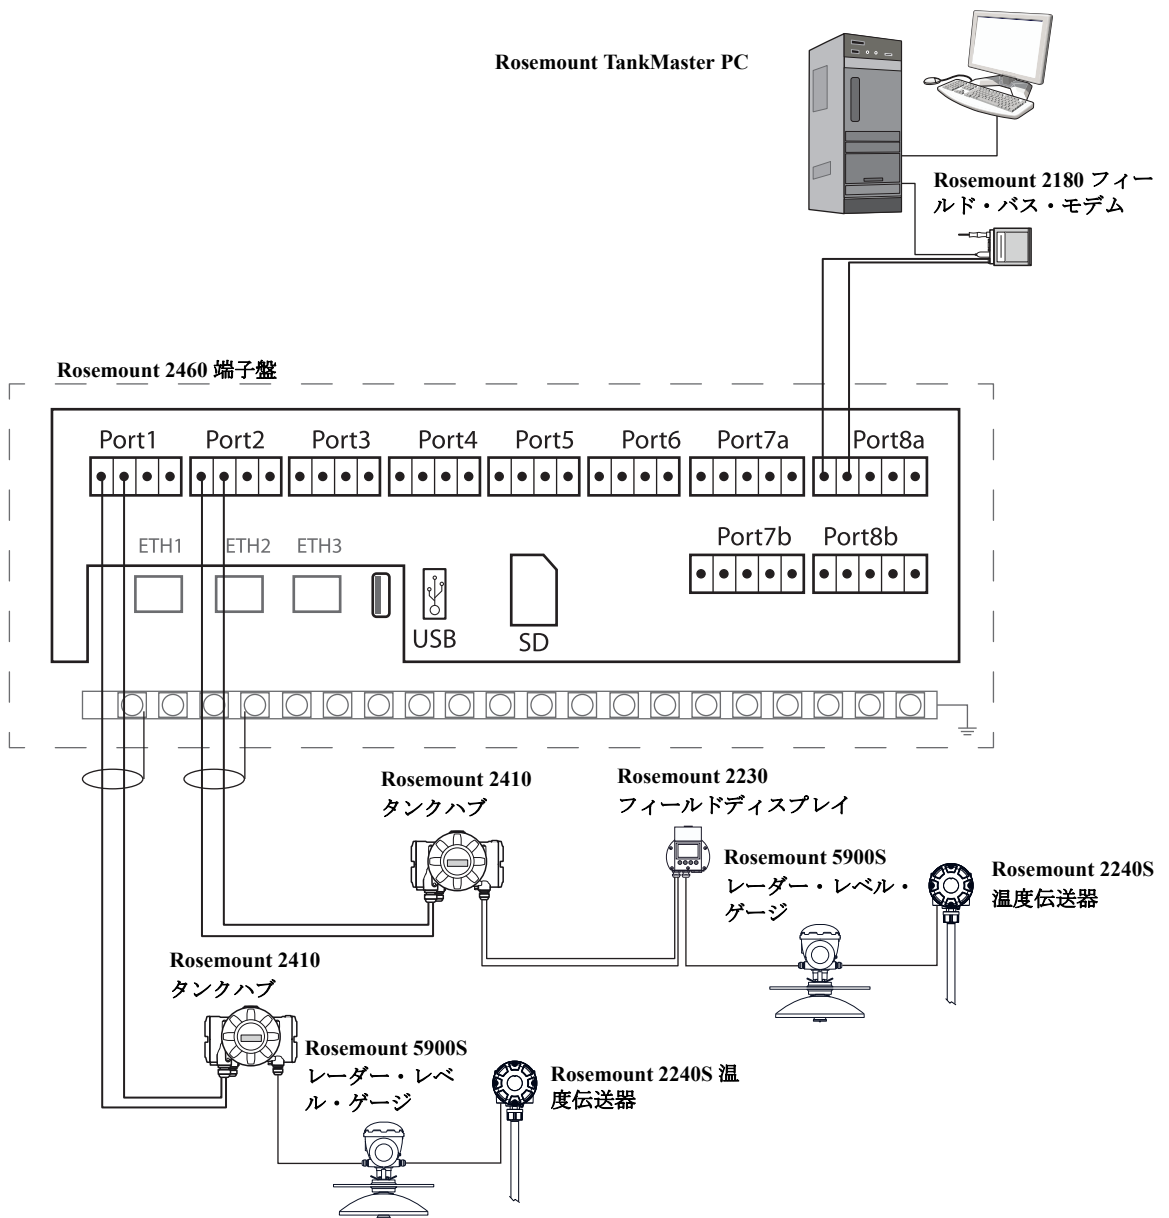 Rosemount TankMaster PC
Rosemount 2180 フィー
ルド・バス・モデム
Rosemount 2460 端子盤
Port1 Port2 Port3 Port4 Port5 Port6 Port7a Port8a
ETH1 ETH2 ETH3
Port7b Port8b
USB
SD
Rosemount 2410
タンクハブ
Rosemount 2230
フィールドディスプレイ
Rosemount 5900S
レーダー・レベル・
ゲージ
Rosemount 2240S
温度伝送器
Rosemount 2410
タンクハブ
Rosemount 5900S
レーダー・レベ
ル・ゲージ
Rosemount 2240S 温
度伝送器